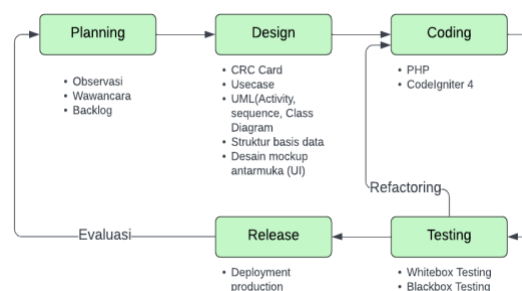 Planning
• Observasi
• Wawancara
• Backlog
Design
• CRC Card
• Usecase
• UML(Activity,
sequence, Class
Diagram
• Struktur basis data
• Desain mockup
antarmuka (UI)
Coding
• PHP
• CodeIgniter 4
Refactoring
Testing
• Whitebox Testing
• Blackbox Testing
Release
• Deployment
production
Evaluasi